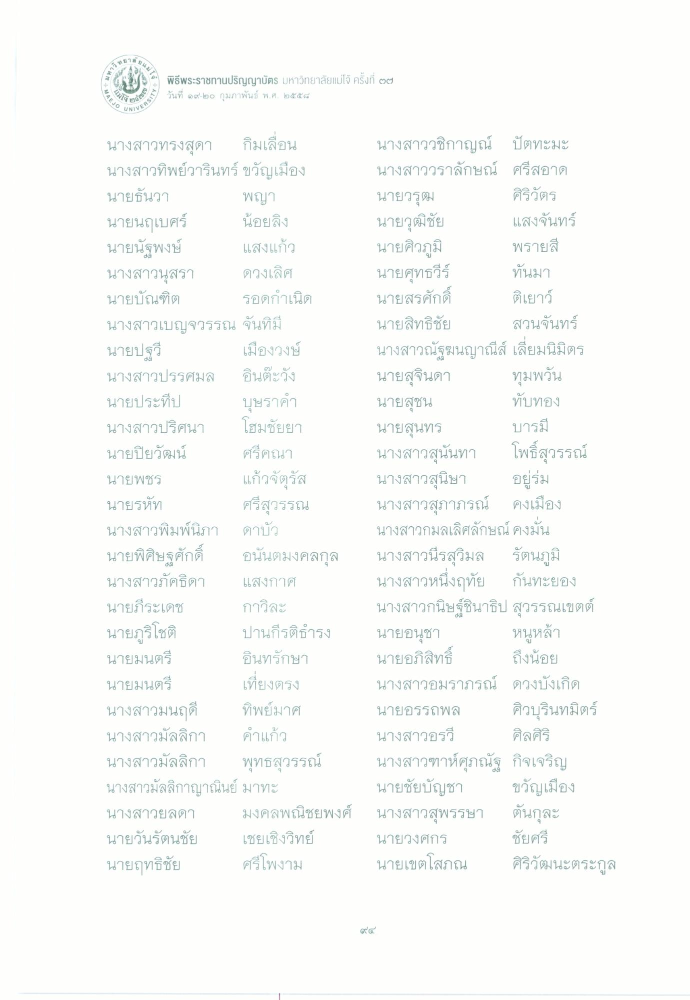 มหาวิทยาลัยแม่โจ้
แม่โจ้ ๒๔๗๗
MAEJO UNIVERSITY
พิธีพระราชทานปริญญาบัตร มหาวิทยาลัยแม่โจ้ ครั้งที่ ๓๗
วันที่ ๑๙-๒๐ กุมภาพันธ์ พ.ศ. ๒๕๕๘
นางสาวทรงสุดา กิมเลื่อน
นางสาวทิพย์วารินทร์ ขวัญเมือง
นายธันวา พญา
นายนฤเบศร์ น้อยลิง
นายนัฐพงษ์ แสงแก้ว
นางสาวนุสรา ดวงเลิศ
นายบัณฑิต รอดกำเนิด
นางสาวเบญจวรรณ จันทิมี
นายปฐวี เมืองวงษ์
นางสาวปรรศมล อินต๊ะวัง
นายประทีป บุษราคำ
นางสาวปริศนา โฮมชัยยา
นายปิยวัฒน์ ศรีคณา
นายพชร แก้วจัตุรัส
นายรหัท ศรีสุวรรณ
นางสาวพิมพ์นิภา ดาบัว
นายพิศิษฐศักดิ์ อนันตมงคลกุล
นางสาวภัคธิดา แสงกาศ
นายภีระเดช กาวิละ
นายภูริโชติ ปานกีรติธำรง
นายมนตรี อินทรักษา
นายมนตรี เที่ยงตรง
นางสาวมนฤดี ทิพย์มาศ
นางสาวมัลลิกา คำแก้ว
นางสาวมัลลิกา พุทธสุวรรณ์
นางสาวมัลลิกาญาณินย์ มาทะ
นางสาวยลดา มงคลพณิชยพงศ์
นายวันรัตนชัย เชยเชิงวิทย์
นายฤทธิชัย ศรีโพงาม
นางสาววชิกาญณ์ ปัตทะมะ
นางสาววราลักษณ์ ศรีสอาด
นายวรุฒ ศิริวัตร
นายวุฒิชัย แสงจันทร์
นายศิวภูมิ พรายสี
นายศุทธวีร์ ทันมา
นายสรศักดิ์ ติเยาว์
นายสิทธิชัย สวนจันทร์
นางสาวณัฐฆนญาณีส์ เลี่ยมนิมิตร
นายสุจินดา ทุมพวัน
นายสุชน ทับทอง
นายสุนทร บารมี
นางสาวสุนันทา โพธิ์สุวรรณ์
นางสาวสุนิษา อยู่ร่ม
นางสาวสุภาภรณ์ คงเมือง
นางสาวกมลเลิศลักษณ์ คงมั่น
นางสาวนีรสุวิมล รัตนภูมิ
นางสาวหนึ่งฤทัย กันทะยอง
นางสาวกนิษฐ์ชินาธิป สุวรรณเขตต์
นายอนุชา หนูหล้า
นายอภิสิทธิ์ ถึงน้อย
นางสาวอมราภรณ์ ดวงบังเกิด
นายอรรถพล ศิวบุรินทมิตร์
นางสาวอรวี ศิลศิริ
นางสาวฑาห์ศุภณัฐ กิจเจริญ
นายชัยบัญชา ขวัญเมือง
นางสาวสุพรรษา ตันกุละ
นายวงศกร ชัยศรี
นายเขตโสภณ ศิริวัฒนะตระกูล
๙๔